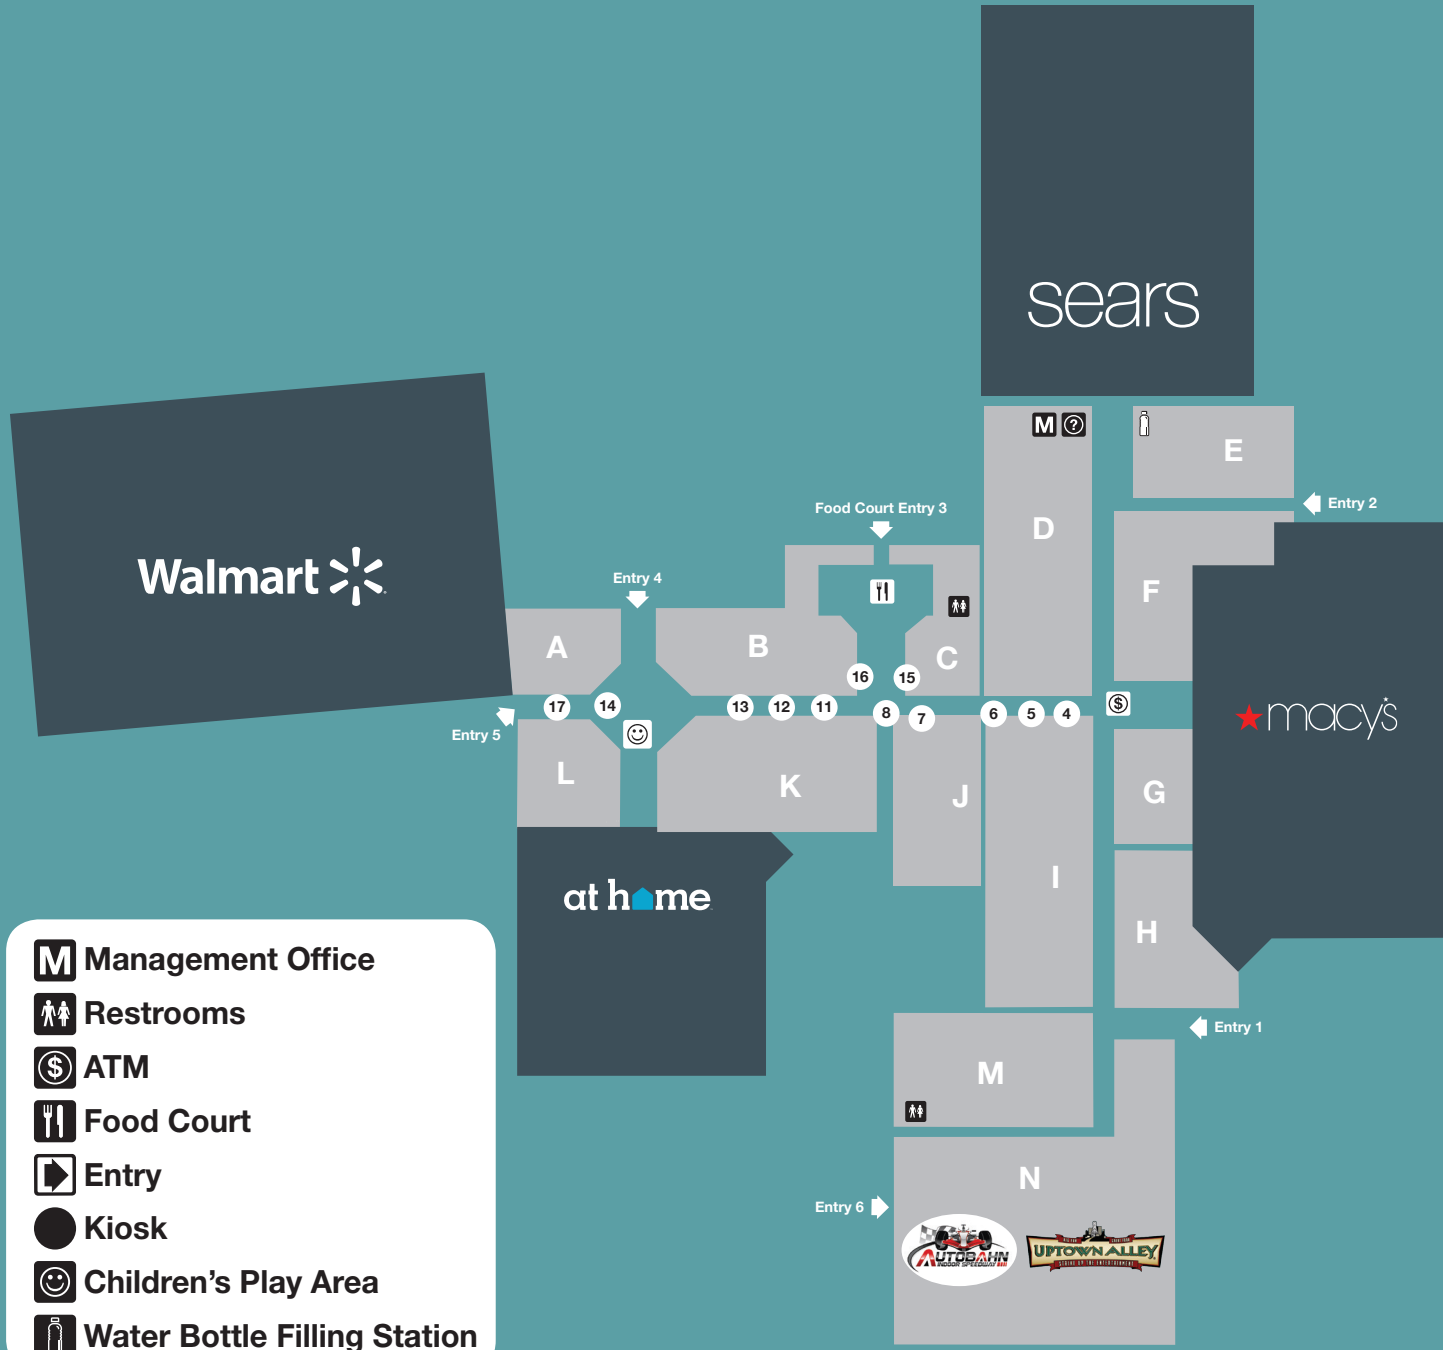 sears
Walmart
Food Court Entry 3
Entry 4
E
Entry 2
D
F
A
B
C
16
15
17
14
13
12
11
8
7
6
5
4
$
macy's
Entry 5
L
K
J
G
I
H
at home
M
?
Entry 1
M
Entry 6
N
AUTOBAHN
INDOOR SPEEDWAY
UPTOWN ALLEY
M Management Office
Restrooms
$ ATM
Food Court
Entry
Kiosk
Children's Play Area
Water Bottle Filling Station